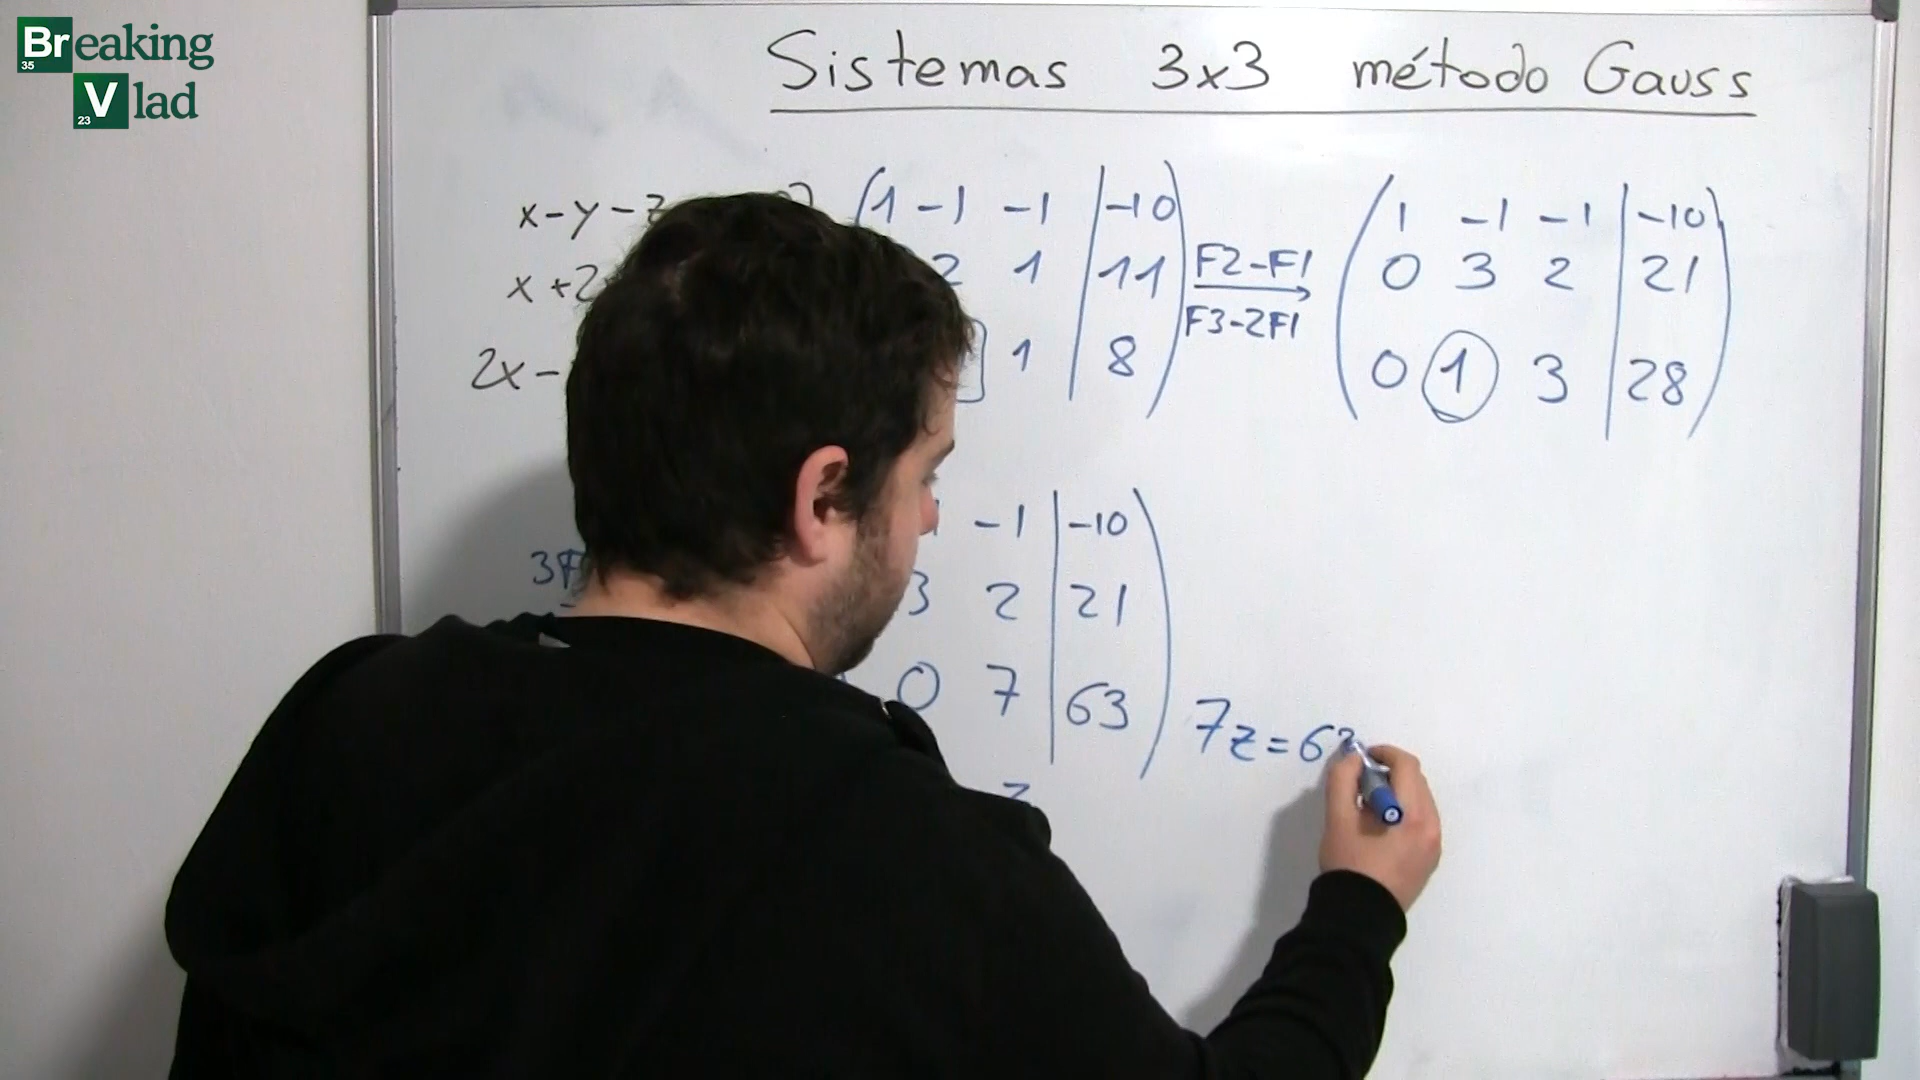 Breaking
35
Vlad
23
Sistemas 3x3 método Gauss
x-y-z
1 -1 -1 | -10
1 -1 -1 | -10
x+2
2 1 | 11
F2-F1
0 3 2 | 21
2x-
1 | 8
F3-2F1
0 1 3 | 28
-1 | -10
3F
3 2 | 21
0 7 | 63
7z=63